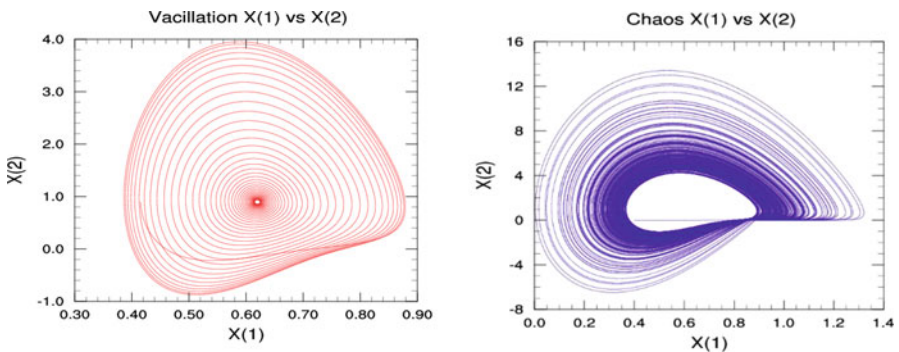 Vacillation X(1) vs X(2)
4.0
3.0
2.0
1.0
0.0
-1.0
X(2)
0.30 0.40 0.50 0.60 0.70 0.80 0.90
X(1)
Chaos X(1) vs X(2)
16
12
8
4
0
-4
-8
X(2)
0.0 0.2 0.4 0.6 0.8 1.0 1.2 1.4
X(1)